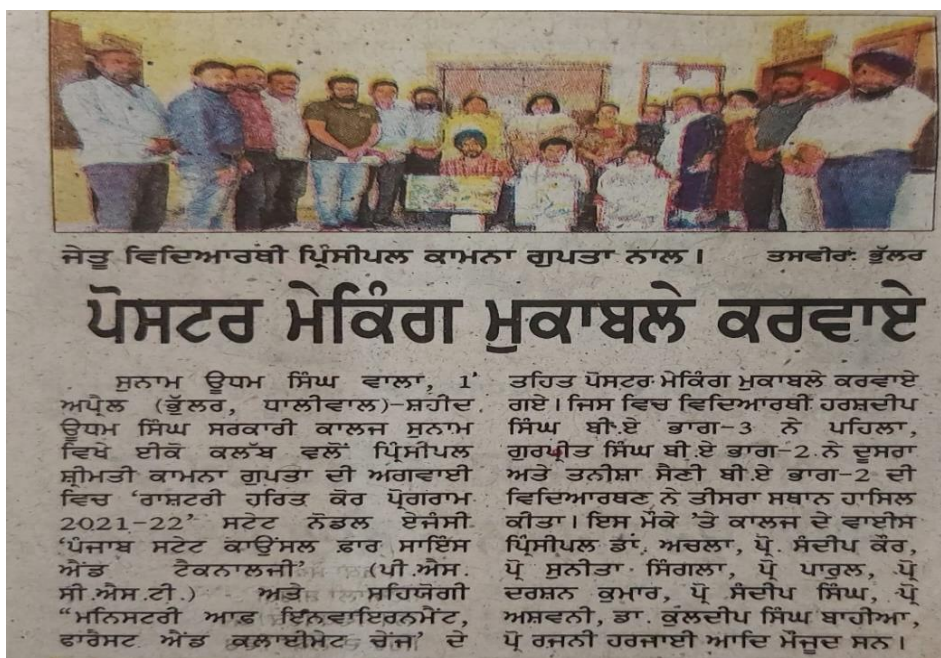 ਜੇਤੂ ਵਿਦਿਆਰਥੀ ਪ੍ਰਿੰਸੀਪਲ ਕਾਮਨਾ ਗੁਪਤਾ ਨਾਲ। ਤਸਵੀਰ: ਭੁੱਲਰ
ਪੋਸਟਰ ਮੇਕਿੰਗ ਮੁਕਾਬਲੇ ਕਰਵਾਏ
ਸੁਨਾਮ ਊਧਮ ਸਿੰਘ ਵਾਲਾ, 1
ਅਪ੍ਰੈਲ (ਭੁੱਲਰ, ਧਾਲੀਵਾਲ)-ਸ਼ਹੀਦ
ਊਧਮ ਸਿੰਘ ਸਰਕਾਰੀ ਕਾਲਜ ਸੁਨਾਮ
ਵਿਖੇ ਈਕੋ ਕਲੱਬ ਵਲੋਂ ਪ੍ਰਿੰਸੀਪਲ
ਸ਼੍ਰੀਮਤੀ ਕਾਮਨਾ ਗੁਪਤਾ ਦੀ ਅਗਵਾਈ
ਵਿਚ 'ਰਾਸ਼ਟਰੀ ਹਰਿਤ ਕੋਰ ਪ੍ਰੋਗਰਾਮ
2021-22' ਸਟੇਟ ਨੋਡਲ ਏਜੰਸੀ
'ਪੰਜਾਬ ਸਟੇਟ ਕਾਉਂਸਲ ਫ਼ਾਰ ਸਾਇੰਸ
ਐਂਡ ਟੈਕਨਾਲਜੀ' (ਪੀ.ਐਸ.
ਸੀ.ਐਸ.ਟੀ.) ਅਤੇ ਸਹਿਯੋਗੀ
"ਮਨਿਸਟਰੀ ਆਫ਼ ਇਨਵਾਇਰਨਮੈਂਟ,
ਫਾਰੈਸਟ ਐਂਡ ਕਲਾਈਮੇਟ ਚੇਂਜ' ਦੇ
ਤਹਿਤ ਪੋਸਟਰ ਮੇਕਿੰਗ ਮੁਕਾਬਲੇ ਕਰਵਾਏ
ਗਏ। ਜਿਸ ਵਿਚ ਵਿਦਿਆਰਥੀ ਹਰਸ਼ਦੀਪ
ਸਿੰਘ ਬੀ.ਏ ਭਾਗ-3 ਨੇ ਪਹਿਲਾ,
ਗੁਰਪ੍ਰੀਤ ਸਿੰਘ ਬੀ.ਏ ਭਾਗ-2 ਨੇ ਦੂਸਰਾ
ਅਤੇ ਤਨੀਸ਼ਾ ਸੈਣੀ ਬੀ.ਏ ਭਾਗ-2 ਦੀ
ਵਿਦਿਆਰਥਣ ਨੇ ਤੀਸਰਾ ਸਥਾਨ ਹਾਸਿਲ
ਕੀਤਾ। ਇਸ ਮੌਕੇ 'ਤੇ ਕਾਲਜ ਦੇ ਵਾਈਸ
ਪ੍ਰਿੰਸੀਪਲ ਡਾ. ਅਚਲਾ, ਪ੍ਰੋ. ਸੰਦੀਪ ਕੌਰ,
ਪ੍ਰੋ ਸੁਨੀਤਾ ਸਿੰਗਲਾ, ਪ੍ਰੋ ਪਾਰੁਲ, ਪ੍ਰੋ
ਦਰਸ਼ਨ ਕੁਮਾਰ, ਪ੍ਰੋ ਸੰਦੀਪ ਸਿੰਘ, ਪ੍ਰੋ
ਅਸ਼ਵਨੀ, ਡਾ. ਕੁਲਦੀਪ ਸਿੰਘ ਬਾਹੀਆ,
ਪ੍ਰੋ ਰਜਨੀ ਹਰਜਾਈ ਆਦਿ ਮੌਜੂਦ ਸਨ।